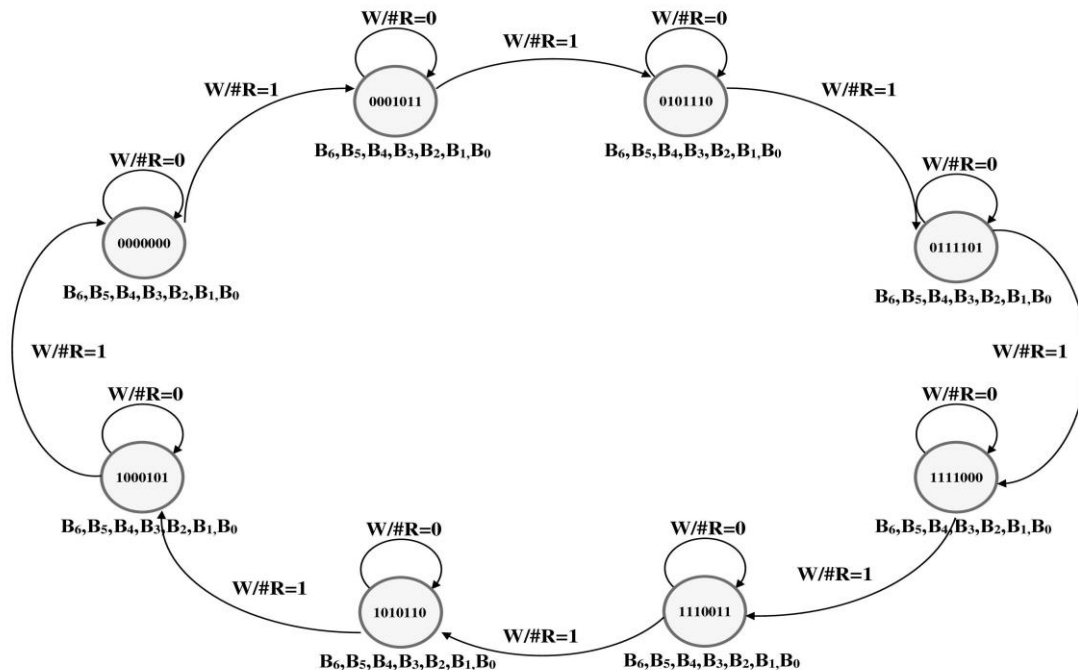 W/#R=0
W/#R=0
W/#R=1
W/#R=1
W/#R=1
0001011
0101110
B6,B5,B4,B3,B2,B1,B0
B6,B5,B4,B3,B2,B1,B0
W/#R=0
W/#R=0
0000000
0111101
B6,B5,B4,B3,B2,B1,B0
B6,B5,B4,B3,B2,B1,B0
W/#R=1
W/#R=1
W/#R=0
W/#R=0
1000101
1111000
B6,B5,B4,B3,B2,B1,B0
B6,B5,B4,B3,B2,B1,B0
W/#R=0
W/#R=0
W/#R=1
W/#R=1
1010110
1110011
W/#R=1
B6,B5,B4,B3,B2,B1,B0
B6,B5,B4,B3,B2,B1,B0